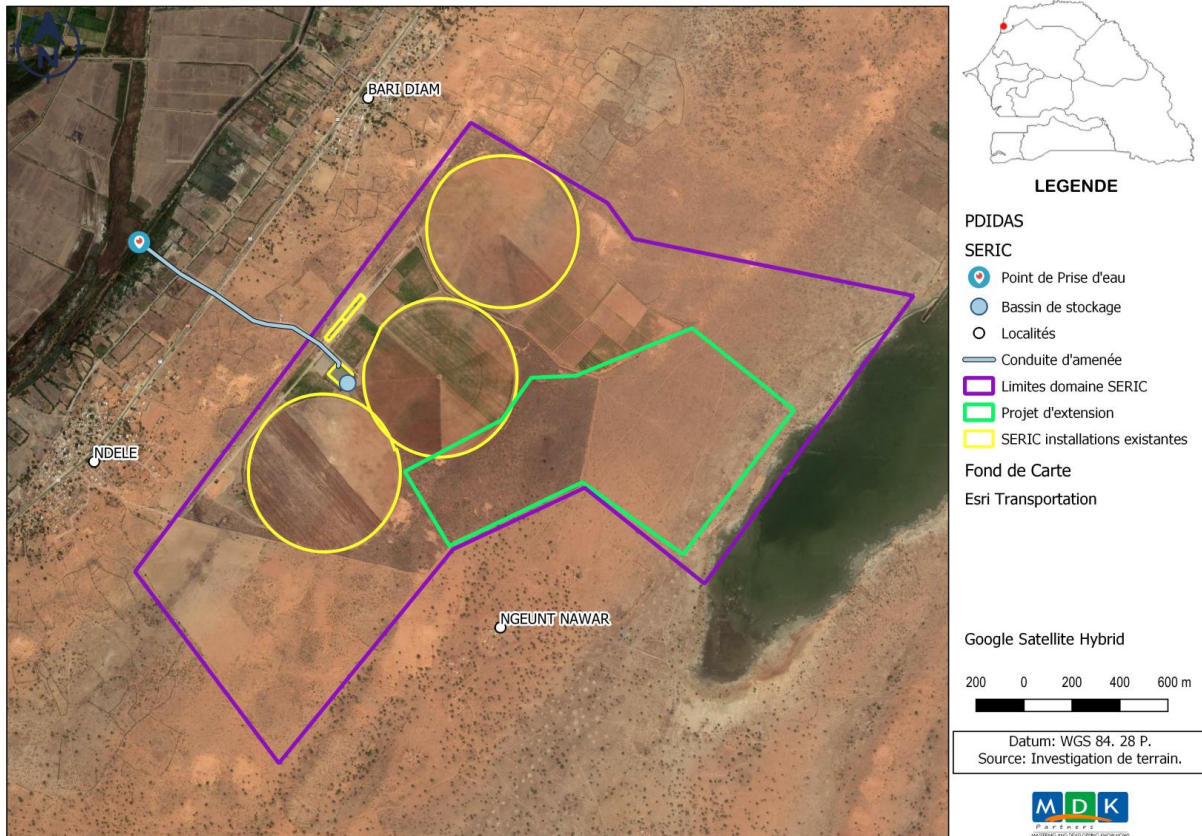 N
BARI DIAM
NDELE
NGEUNT NAWAR
LEGENDE
PDIDAS
SERIC
Point de Prise d'eau
Bassin de stockage
Localités
Conduite d'amenée
Limites domaine SERIC
Projet d'extension
SERIC installations existantes
Fond de Carte
Esri Transportation
Google Satellite Hybrid
200 0 200 400 600 m
Datum: WGS 84. 28 P.
Source: Investigation de terrain.
MDK
Partners